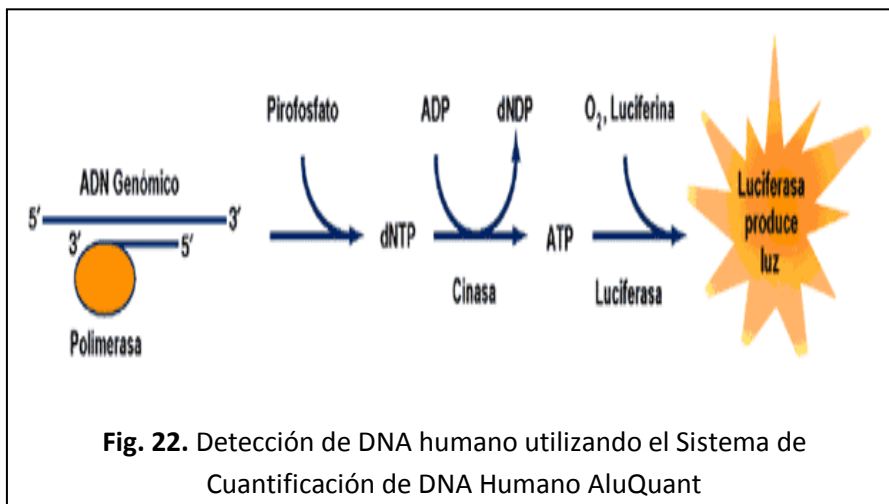 Pirofosfato
ADP
dNDP
O2, Luciferina
ADN Genómico
5′
3′
3′
5′
Polimerasa
dNTP
Cinasa
ATP
Luciferasa
Luciferasa
produce
luz
Fig. 22. Detección de DNA humano utilizando el Sistema de
Cuantificación de DNA Humano AluQuant